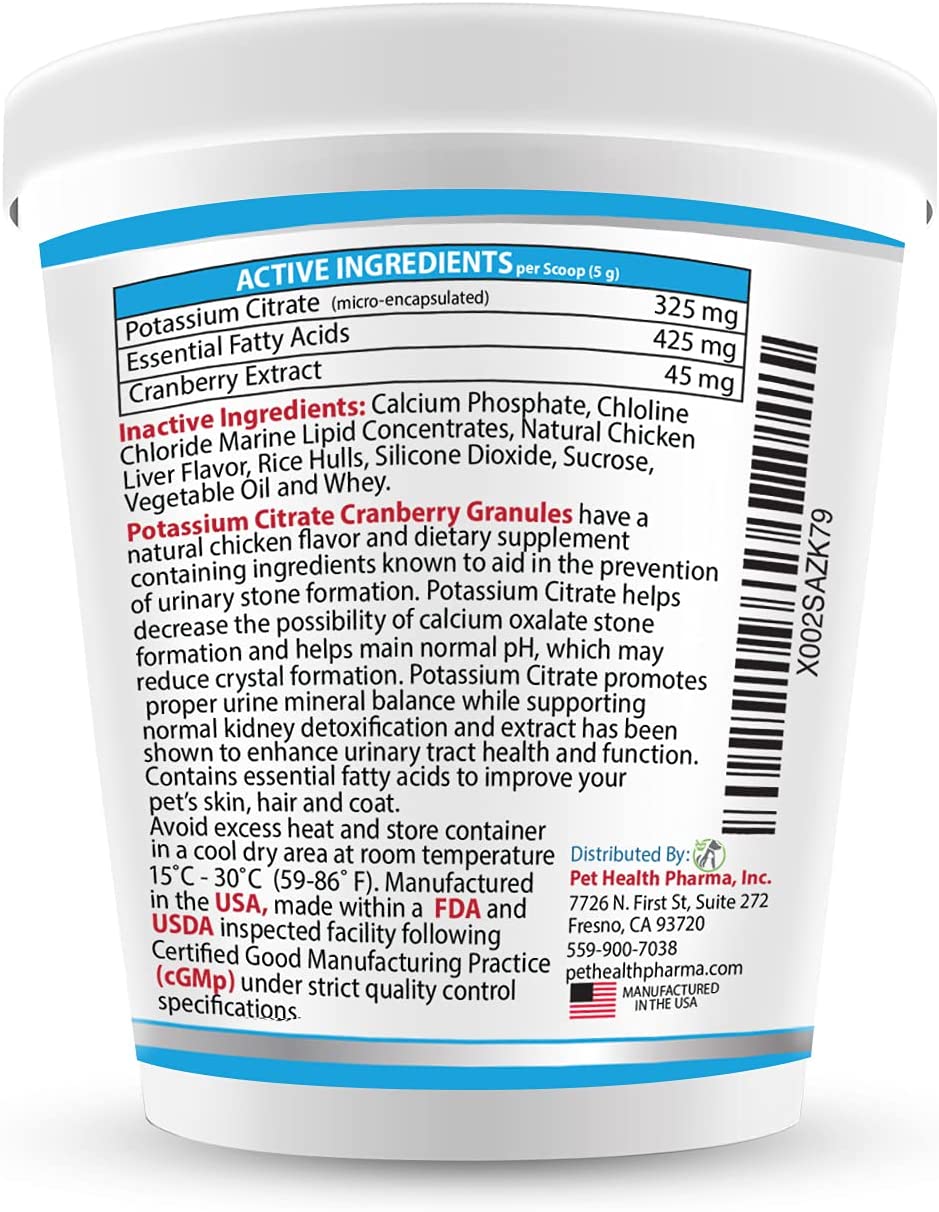 ACTIVE INGREDIENTS per Scoop (5 g)
Potassium Citrate (micro-encapsulated) 325 mg
Essential Fatty Acids 425 mg
Cranberry Extract 45 mg
Inactive Ingredients: Calcium Phosphate, Chloline
Chloride Marine Lipid Concentrates, Natural Chicken
Liver Flavor, Rice Hulls, Silicone Dioxide, Sucrose,
Vegetable Oil and Whey.
Potassium Citrate Cranberry Granules have a
natural chicken flavor and dietary supplement
containing ingredients known to aid in the prevention
of urinary stone formation. Potassium Citrate helps
decrease the possibility of calcium oxalate stone
formation and helps main normal pH, which may
reduce crystal formation. Potassium Citrate promotes
proper urine mineral balance while supporting
normal kidney detoxification and extract has been
shown to enhance urinary tract health and function.
Contains essential fatty acids to improve your
pet's skin, hair and coat.
Avoid excess heat and store container
in a cool dry area at room temperature
15˚C - 30˚C (59-86˚ F). Manufactured
in the USA, made within a FDA and
USDA inspected facility following
Certified Good Manufacturing Practice
(cGMp) under strict quality control
specifications.
X002SAZK79
Distributed By:
Pet Health Pharma, Inc.
7726 N. First St, Suite 272
Fresno, CA 93720
559-900-7038
pethealthpharma.com
MANUFACTURED
IN THE USA